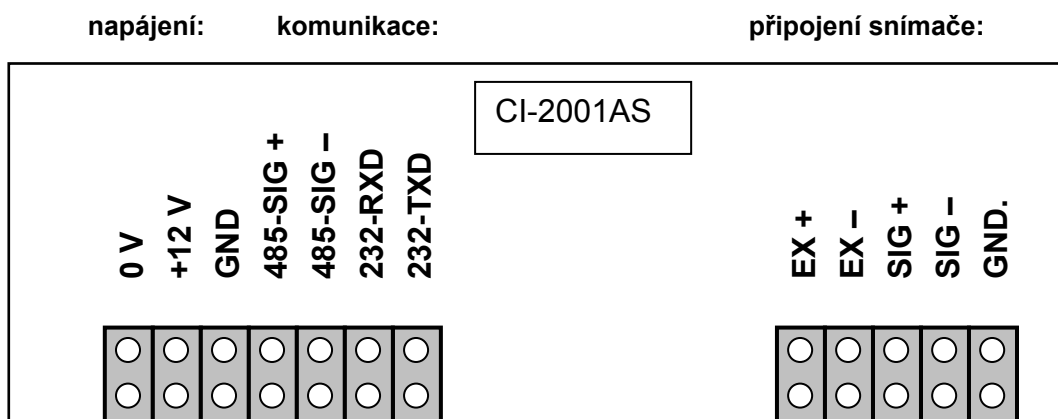 napájení: komunikace: připojení snímače:
CI-2001AS
0 V
+12 V
GND
485-SIG +
485-SIG –
232-RXD
232-TXD
EX +
EX –
SIG +
SIG –
GND.